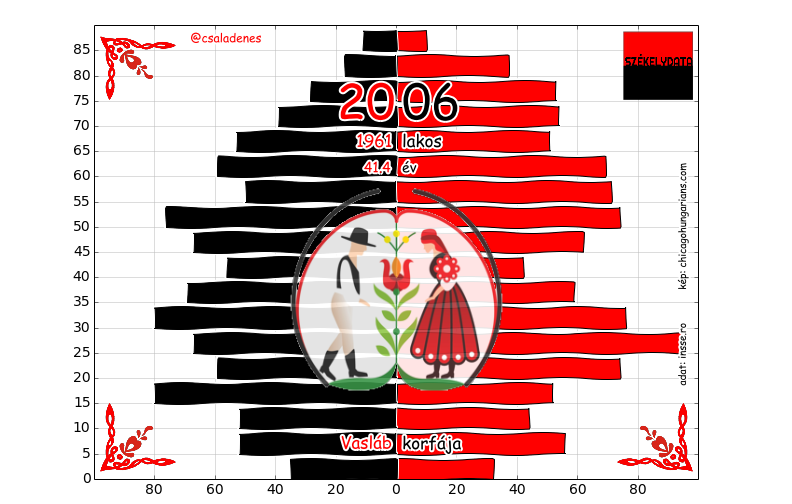 @csaladenes
SZÉKELYDATA
2006
1961 lakos
41,4 év
kép: chicagohungarians.com
adat: insse.ro
Vasláb korfája
85
80
75
70
65
60
55
50
45
40
35
30
25
20
15
10
5
0
80 60 40 20 0 20 40 60 80